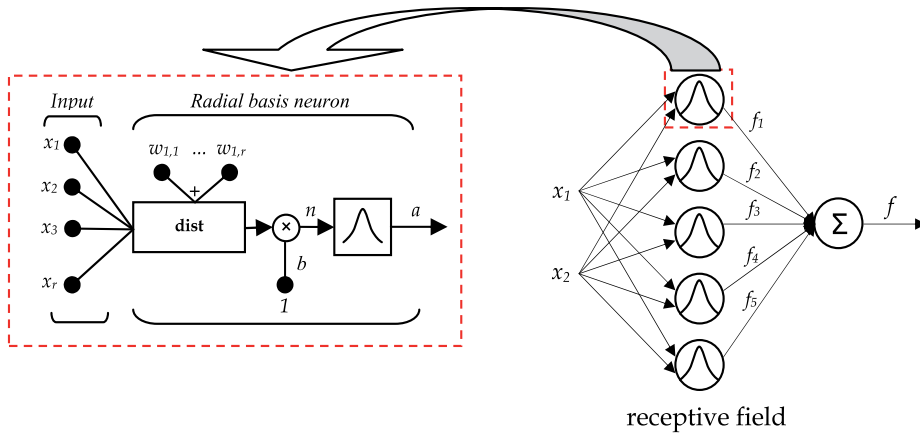 Input
Radial basis neuron
x1
x2
x3
xr
w1,1 ... w1,r
+
dist
×
n
a
b
1
x1
x2
f1
f2
f3
f4
f5
Σ
f
receptive field